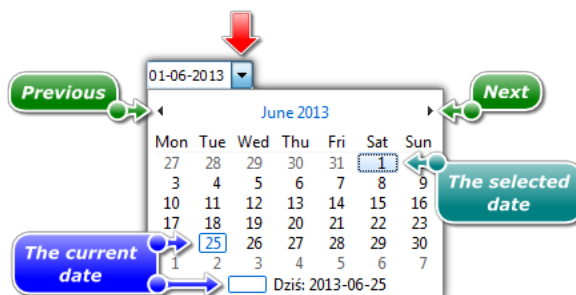 01-06-2013
Previous
Next
June 2013
Mon Tue Wed Thu Fri Sat Sun
27 28 29 30 31 1
The selected date
3 4 5 6 7 8 9
10 11 12 13 14 15 16
17 18 19 20 21 22 23
The current date
25 26 27 28 29 30
1 2 3 4 5 6 7
Dziś: 2013-06-25